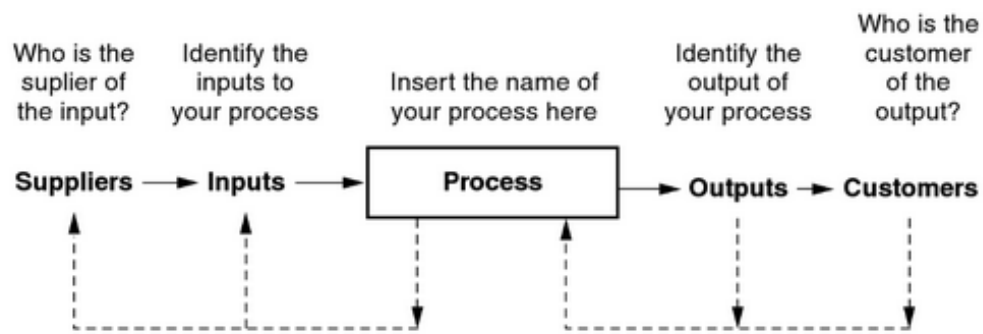 Who is the
suplier of
the input?
Identify the
inputs to
your process
Insert the name of
your process here
Identify the
output of
your process
Who is the
customer
of the
output?
Suppliers
Inputs
Process
Outputs
Customers